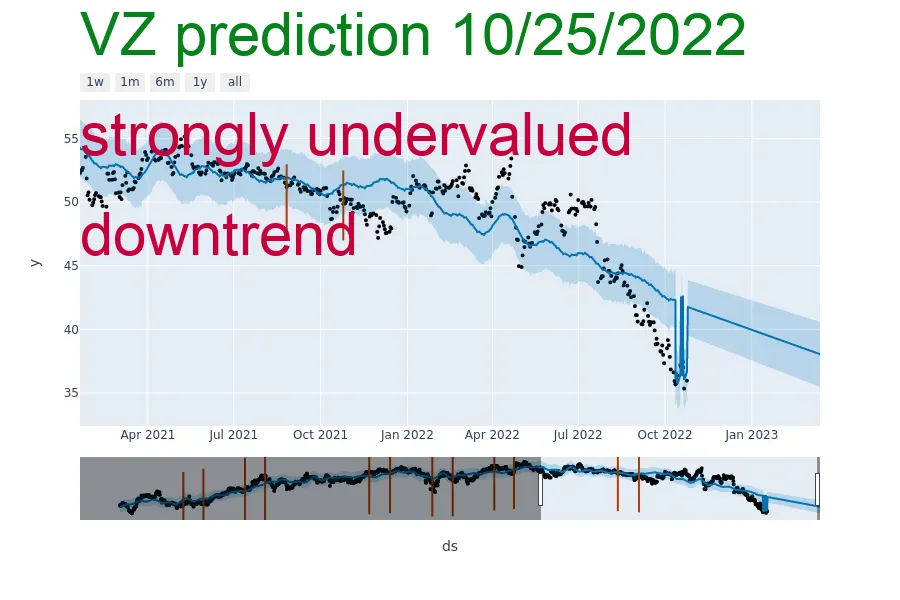 VZ prediction 10/25/2022
1w 1m 6m 1y all
strongly undervalued
downtrend
55
50
45
40
35
y
Apr 2021 Jul 2021 Oct 2021 Jan 2022 Apr 2022 Jul 2022 Oct 2022 Jan 2023
ds